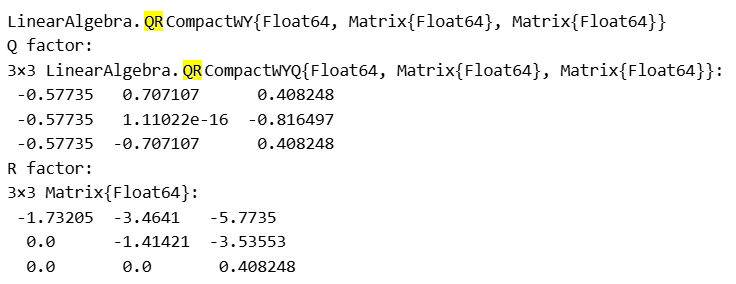 LinearAlgebra.QRCompactWY{Float64, Matrix{Float64}, Matrix{Float64}}
Q factor:
3×3 LinearAlgebra.QRCompactWYQ{Float64, Matrix{Float64}, Matrix{Float64}}:
 -0.57735   0.707107      0.408248
 -0.57735   1.11022e-16  -0.816497
 -0.57735  -0.707107      0.408248
R factor:
3×3 Matrix{Float64}:
 -1.73205  -3.4641   -5.7735
  0.0      -1.41421  -3.53553
  0.0       0.0       0.408248